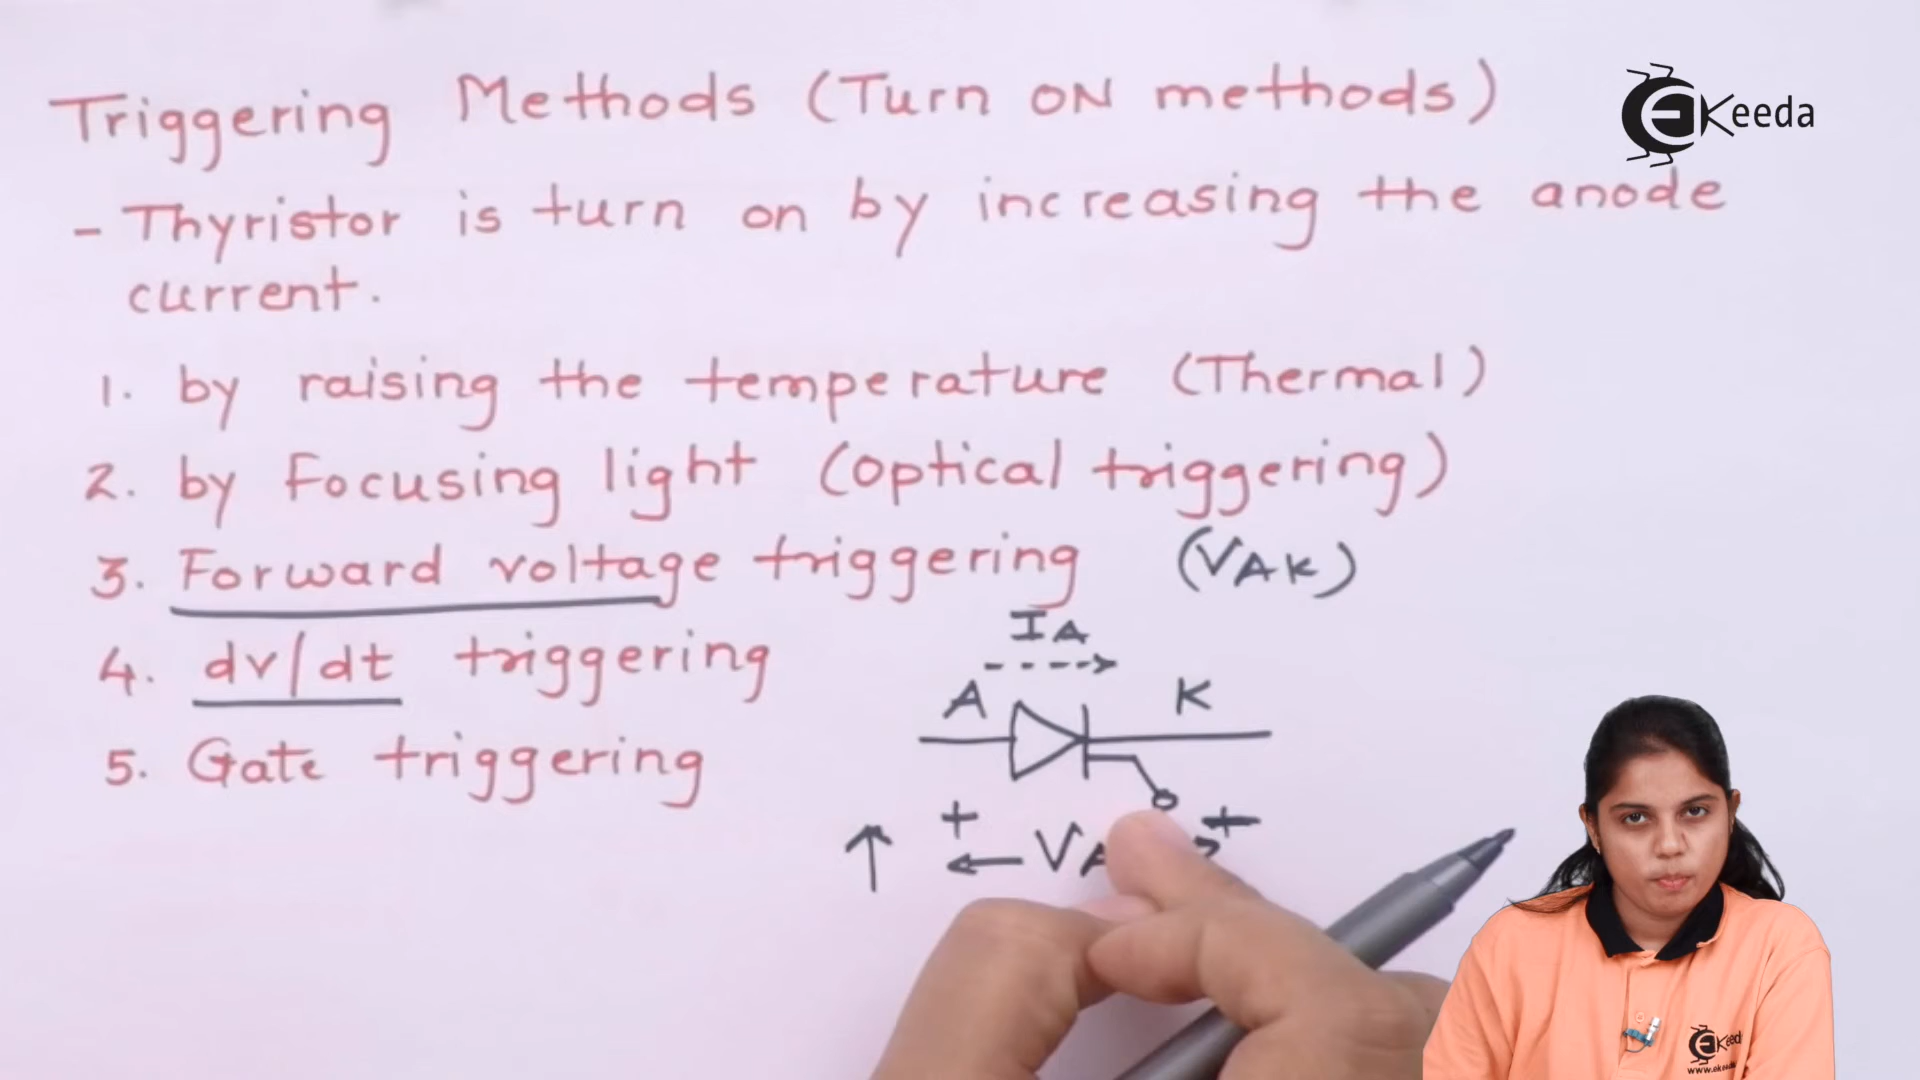 Triggering Methods (Turn ON methods)
EKeeda
- Thyristor is turn on by increasing the anode
current.
1. by raising the temperature (Thermal)
2. by Focusing light (optical triggering)
3. Forward voltage triggering (VAK)
4. dv/dt triggering
IA
A K
5. Gate triggering
+ +
↑ ← VA
EKeeda